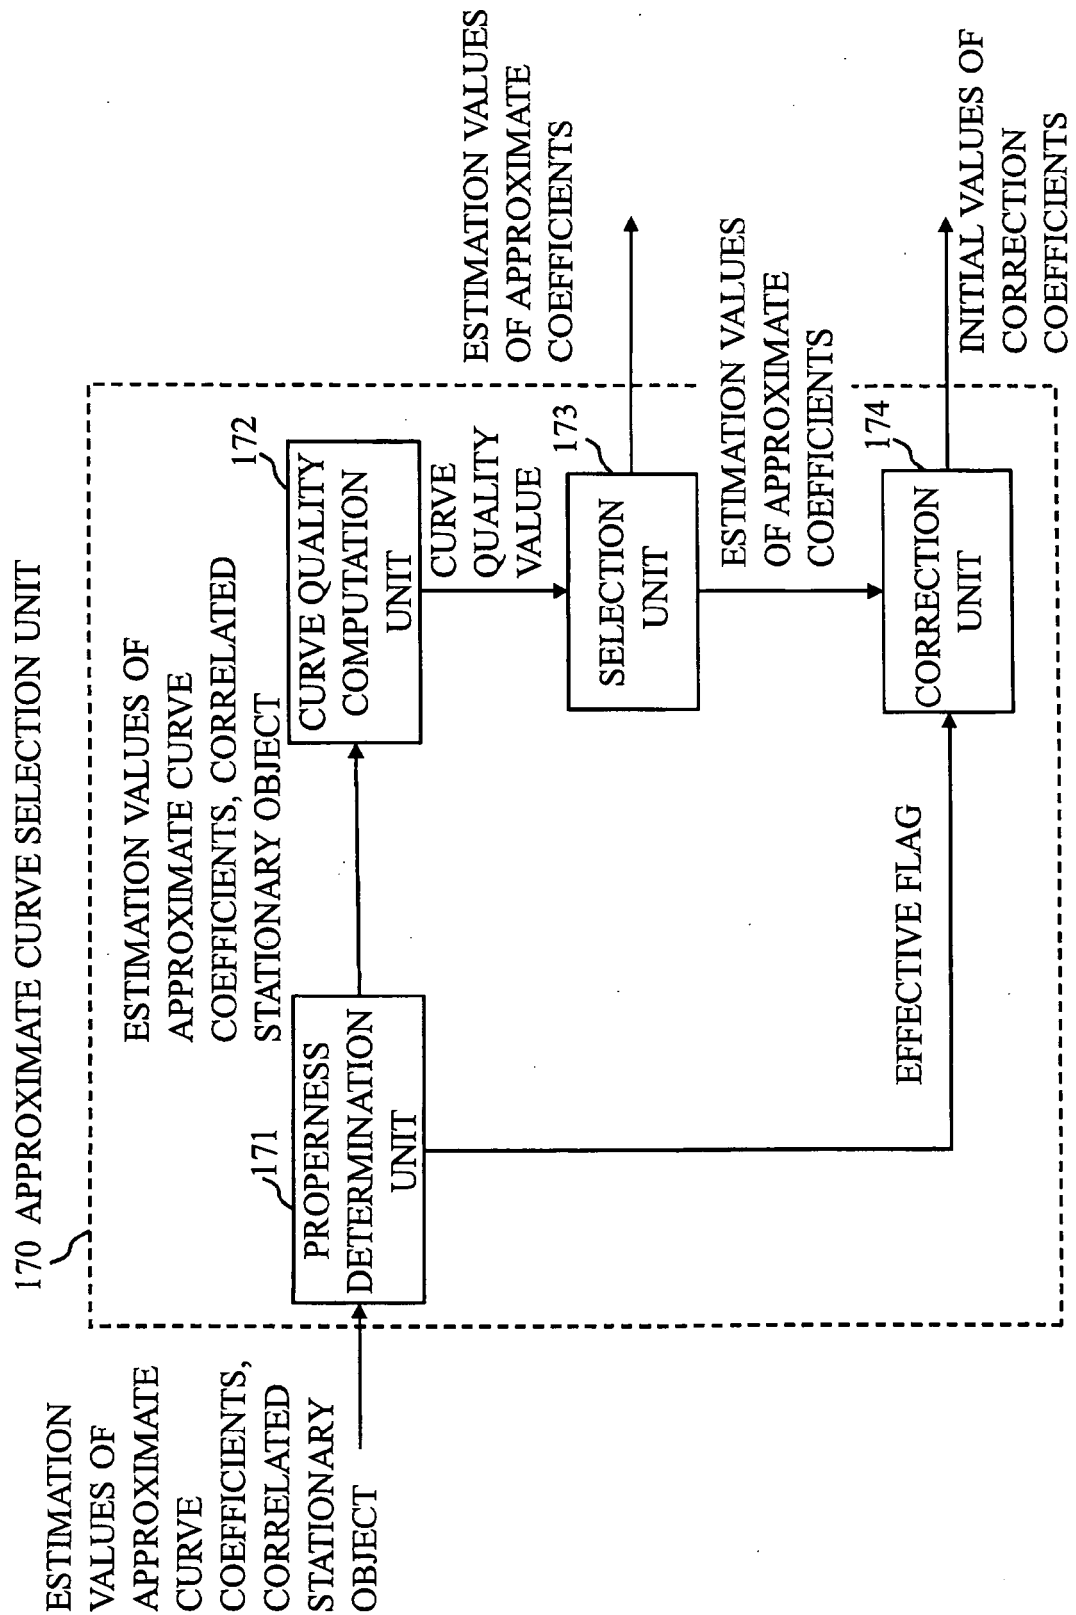 170 APPROXIMATE CURVE SELECTION UNIT
ESTIMATION
VALUES OF
APPROXIMATE
CURVE
COEFFICIENTS,
CORRELATED
STATIONARY
OBJECT
171
PROPERNESS
DETERMINATION
UNIT
ESTIMATION VALUES OF
APPROXIMATE CURVE
COEFFICIENTS, CORRELATED
STATIONARY OBJECT
172
CURVE QUALITY
COMPUTATION
UNIT
CURVE
QUALITY
VALUE
173
SELECTION
UNIT
ESTIMATION VALUES
OF APPROXIMATE
COEFFICIENTS
ESTIMATION VALUES
OF APPROXIMATE
COEFFICIENTS
EFFECTIVE FLAG
174
CORRECTION
UNIT
INITIAL VALUES OF
CORRECTION
COEFFICIENTS